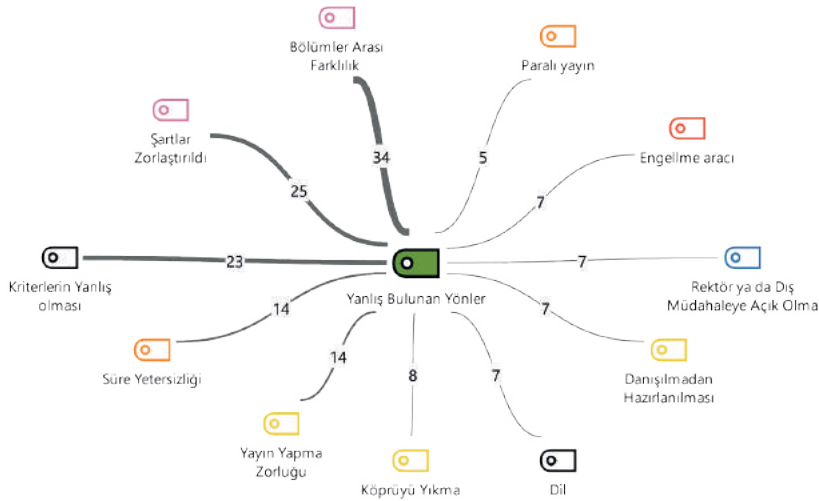 Bölümler Arası
Farklılık
Paralı yayın
Şartlar
Zorlaştırıldı
Engellme aracı
34
5
25
7
Kriterlerin Yanlış
olması
23
7
Rektör ya da Dış
Müdahaleye Açık Olma
Yanlış Bulunan Yönler
14
7
Süre Yetersizliği
14
8
7
Danışılmadan
Hazırlanılması
Yayın Yapma
Zorluğu
Köprüyü Yıkma
Dil